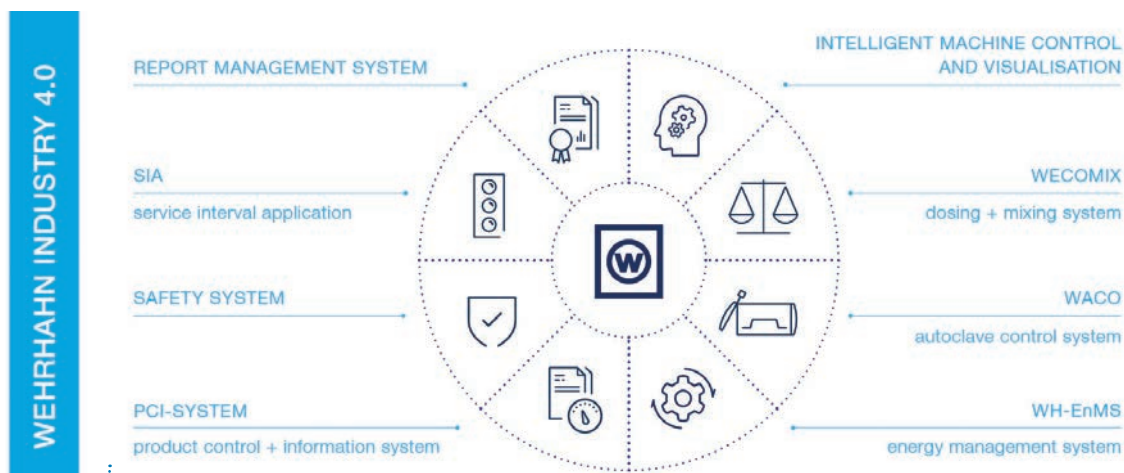 WEHRHAHN INDUSTRY 4.0
REPORT MANAGEMENT SYSTEM
SIA
service interval application
SAFETY SYSTEM
PCI-SYSTEM
product control + information system
W
INTELLIGENT MACHINE CONTROL
AND VISUALISATION
WECOMIX
dosing + mixing system
WACO
autoclave control system
WH-EnMS
energy management system